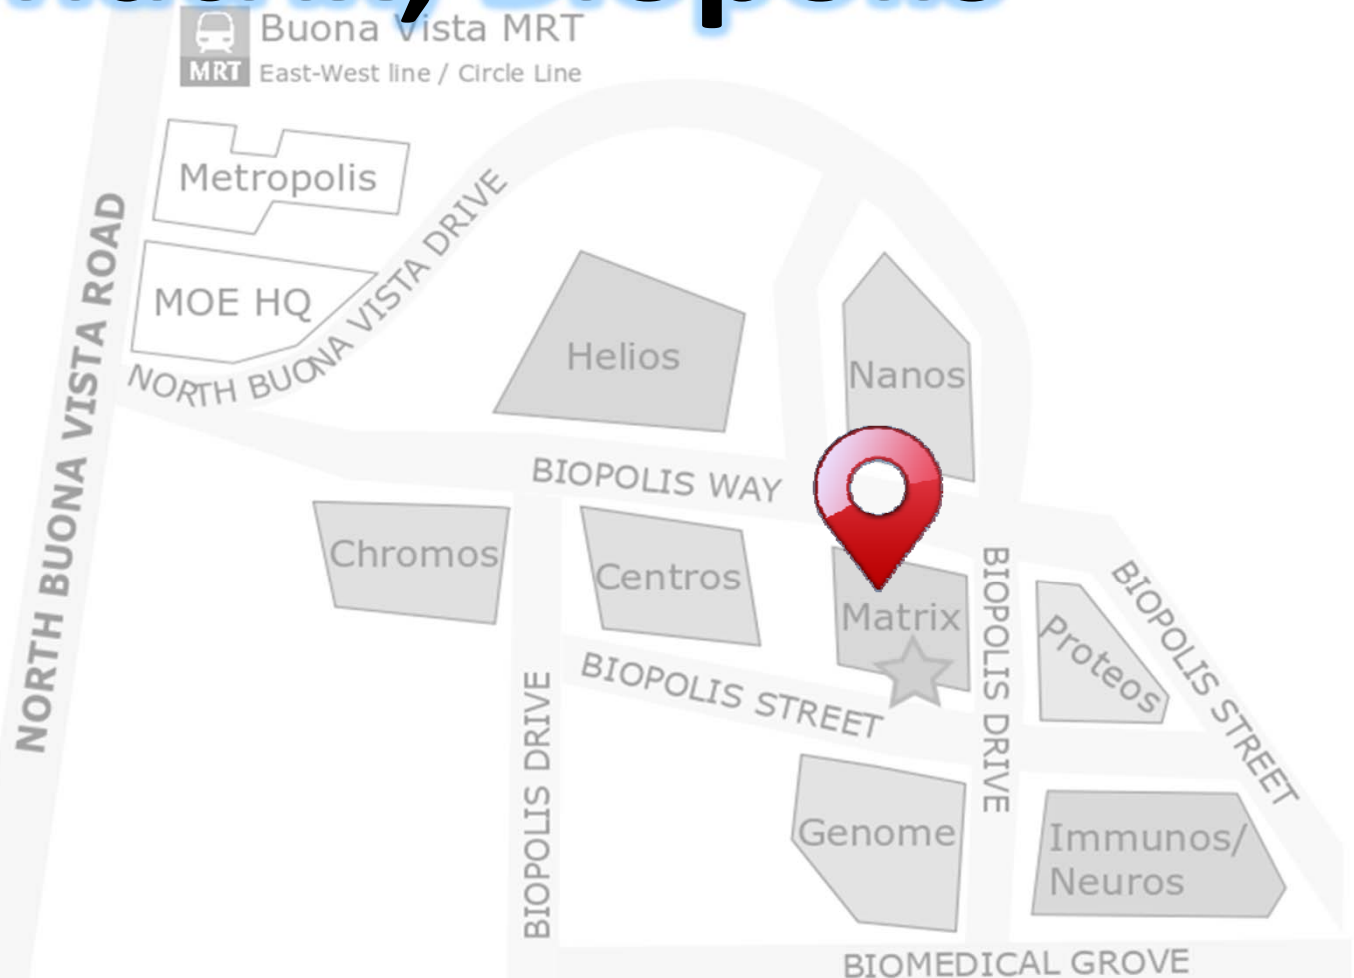 Biopolis
Buona Vista MRT
MRT
East-West line / Circle Line
Metropolis
MOE HQ
NORTH BUONA VISTA ROAD
NORTH BUONA VISTA DRIVE
Helios
Nanos
BIOPOLIS WAY
Chromos
Centros
Matrix
Proteos
BIOPOLIS STREET
BIOPOLIS DRIVE
BIOPOLIS STREET
BIOPOLIS DRIVE
Genome
Immunos/
Neuros
BIOMEDICAL GROVE